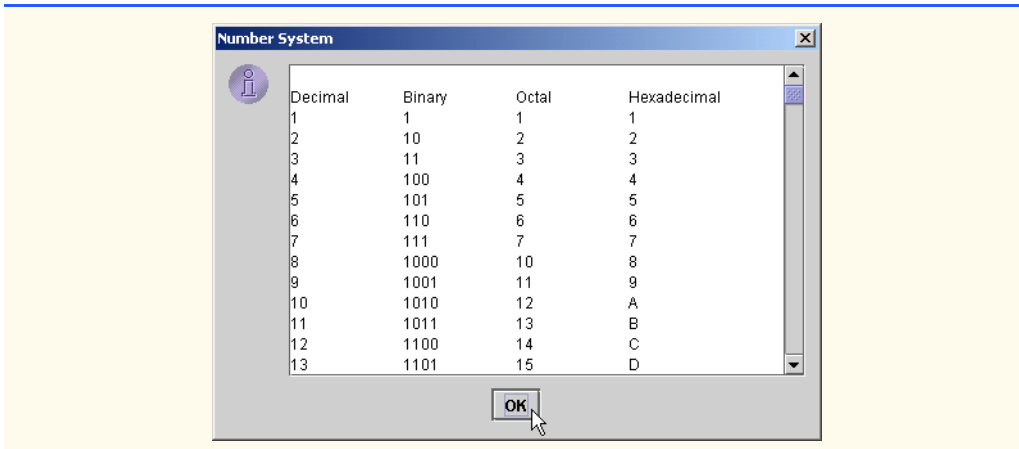 Number System
Decimal Binary Octal Hexadecimal
1 1 1 1
2 10 2 2
3 11 3 3
4 100 4 4
5 101 5 5
6 110 6 6
7 111 7 7
8 1000 10 8
9 1001 11 9
10 1010 12 A
11 1011 13 B
12 1100 14 C
13 1101 15 D
OK